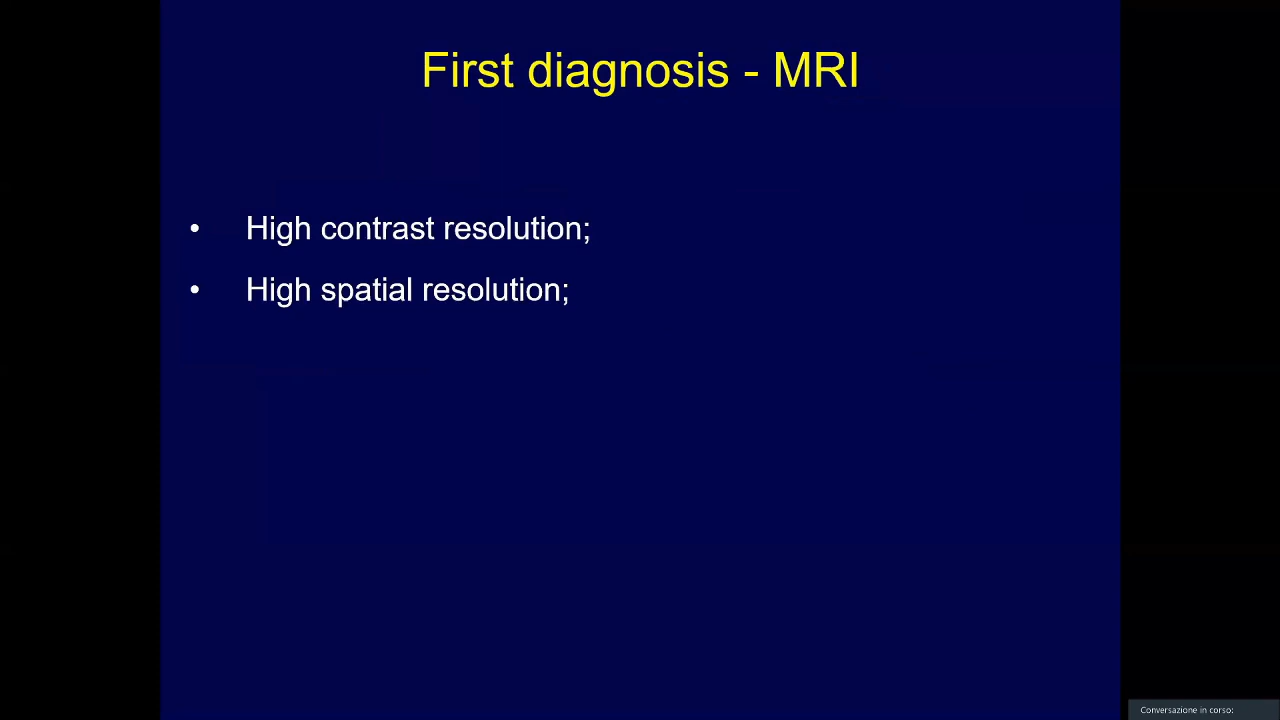 First diagnosis - MRI
• High contrast resolution;
• High spatial resolution;
Conversazione in corso: